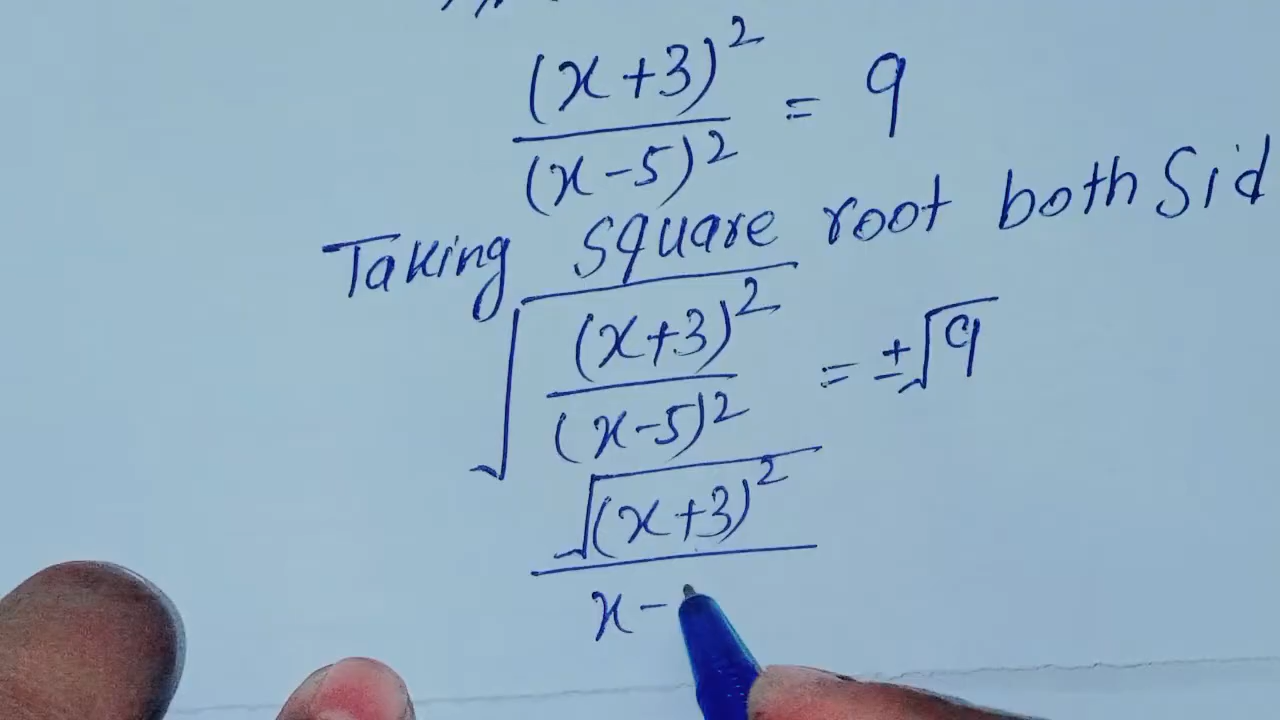 (x+3)²
/ (x-5)² = 9
Taking square root both Sid
√((x+3)² / (x-5)²) = ±√9
√(x+3)²
/ x-